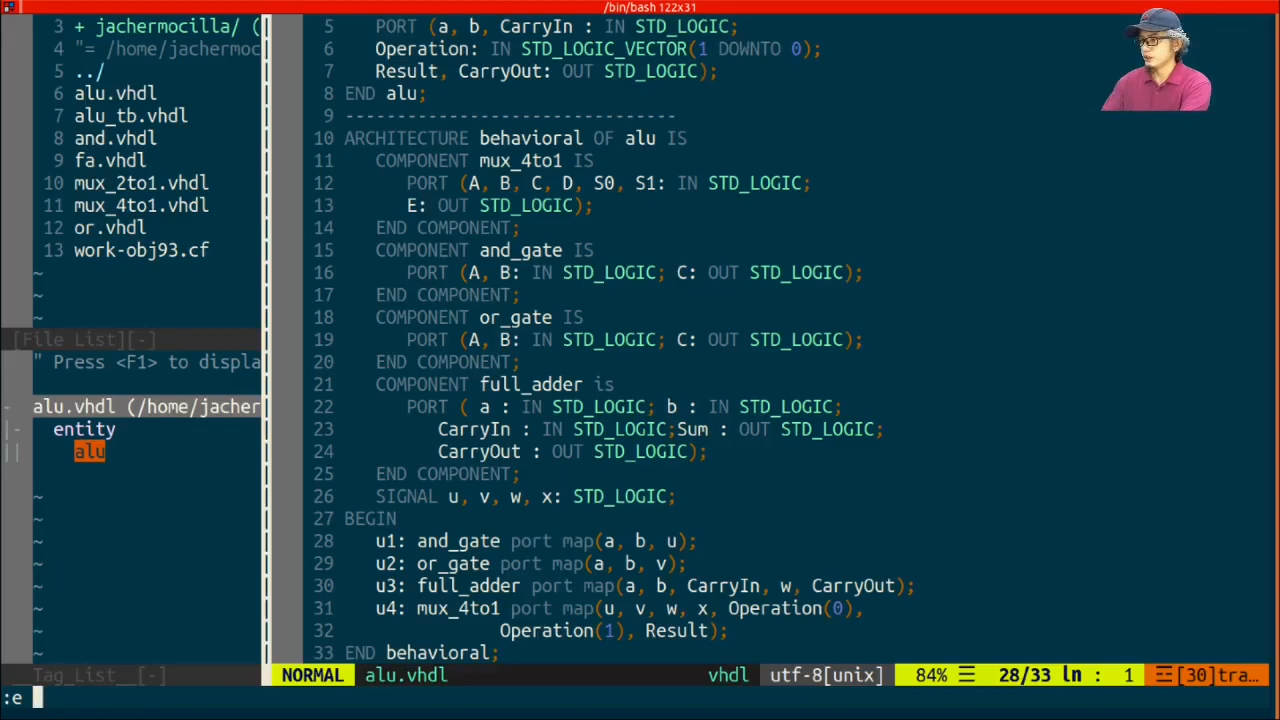 /bin/bash 122x31
3 + jachermocilla/ (
4 "= /home/jachermoc
5 ../
6 alu.vhdl
7 alu_tb.vhdl
8 and.vhdl
9 fa.vhdl
10 mux_2to1.vhdl
11 mux_4to1.vhdl
12 or.vhdl
13 work-obj93.cf
~
~
~
[File List][-]
" Press <F1> to displa
- alu.vhdl (/home/jacher
|- entity
|| alu
~
~
~
~
~
~
~
~
__Tag_List__[-]
5 PORT (a, b, CarryIn : IN STD_LOGIC;
6 Operation: IN STD_LOGIC_VECTOR(1 DOWNTO 0);
7 Result, CarryOut: OUT STD_LOGIC);
8 END alu;
9 --------------------------------
10 ARCHITECTURE behavioral OF alu IS
11 COMPONENT mux_4to1 IS
12 PORT (A, B, C, D, S0, S1: IN STD_LOGIC;
13 E: OUT STD_LOGIC);
14 END COMPONENT;
15 COMPONENT and_gate IS
16 PORT (A, B: IN STD_LOGIC; C: OUT STD_LOGIC);
17 END COMPONENT;
18 COMPONENT or_gate IS
19 PORT (A, B: IN STD_LOGIC; C: OUT STD_LOGIC);
20 END COMPONENT;
21 COMPONENT full_adder is
22 PORT ( a : IN STD_LOGIC; b : IN STD_LOGIC;
23 CarryIn : IN STD_LOGIC;Sum : OUT STD_LOGIC;
24 CarryOut : OUT STD_LOGIC);
25 END COMPONENT;
26 SIGNAL u, v, w, x: STD_LOGIC;
27 BEGIN
28 u1: and_gate port map(a, b, u);
29 u2: or_gate port map(a, b, v);
30 u3: full_adder port map(a, b, CarryIn, w, CarryOut);
31 u4: mux_4to1 port map(u, v, w, x, Operation(0),
32 Operation(1), Result);
33 END behavioral;
NORMAL alu.vhdl vhdl utf-8[unix] 84% ☰ 28/33 ln : 1 ☲[30]tra…
:e